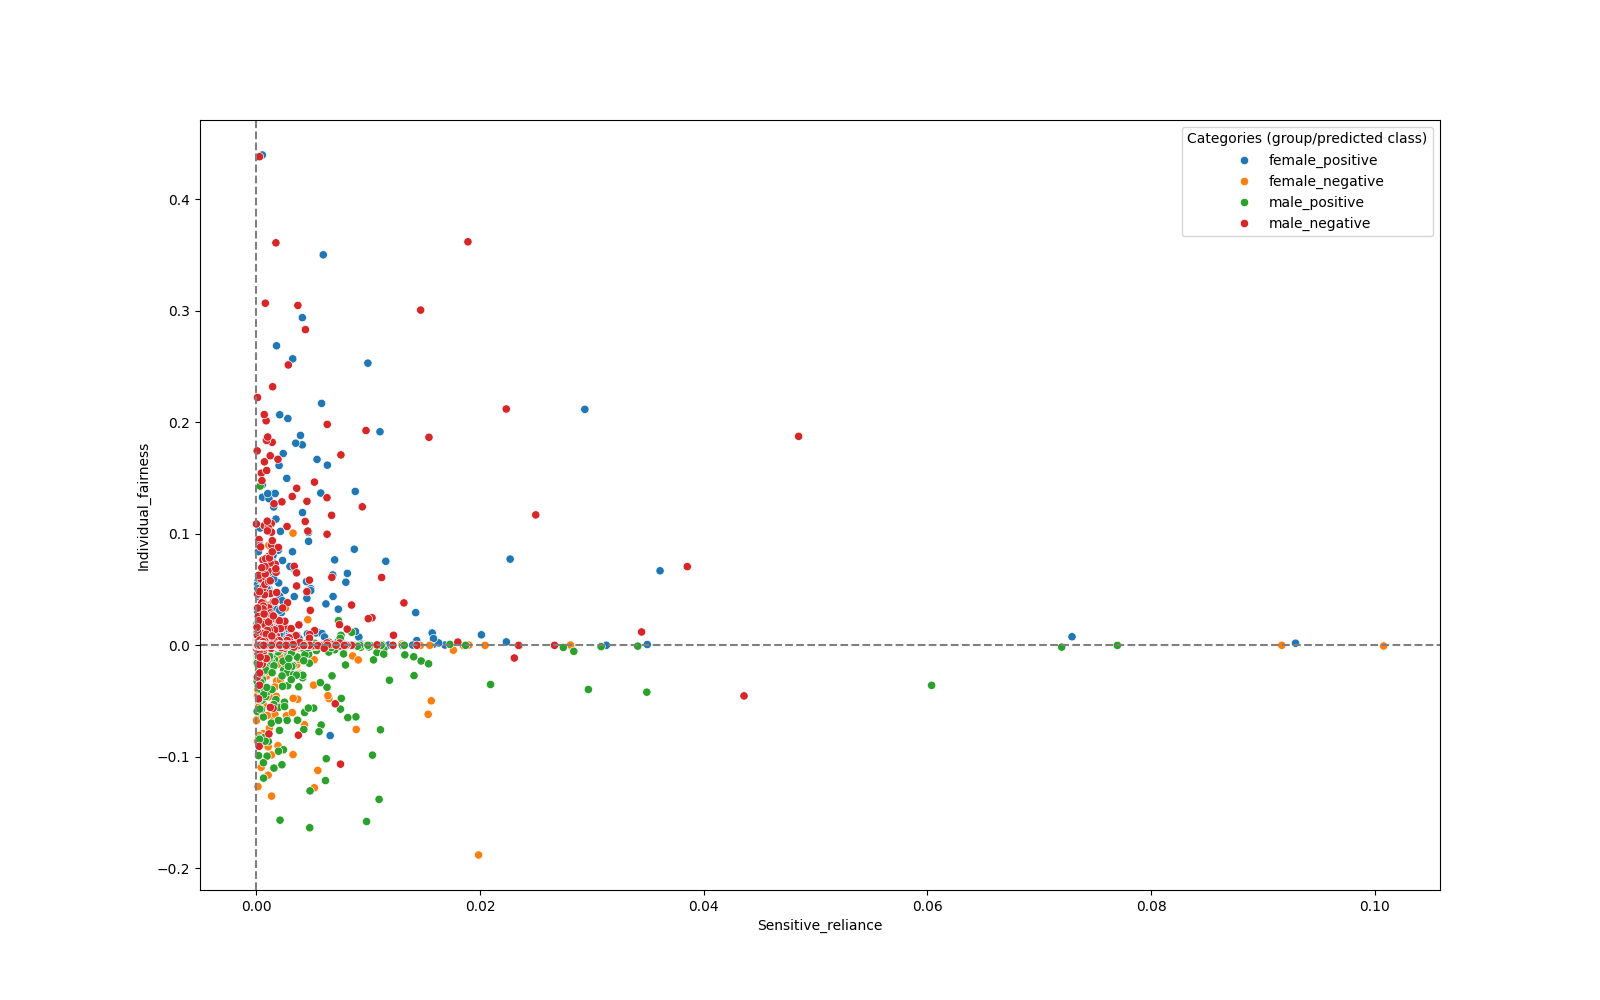 Categories (group/predicted class)
female_positive
female_negative
male_positive
male_negative
0.4
0.3
0.2
0.1
0.0
−0.1
−0.2
Individual_fairness
0.00 0.02 0.04 0.06 0.08 0.10
Sensitive_reliance